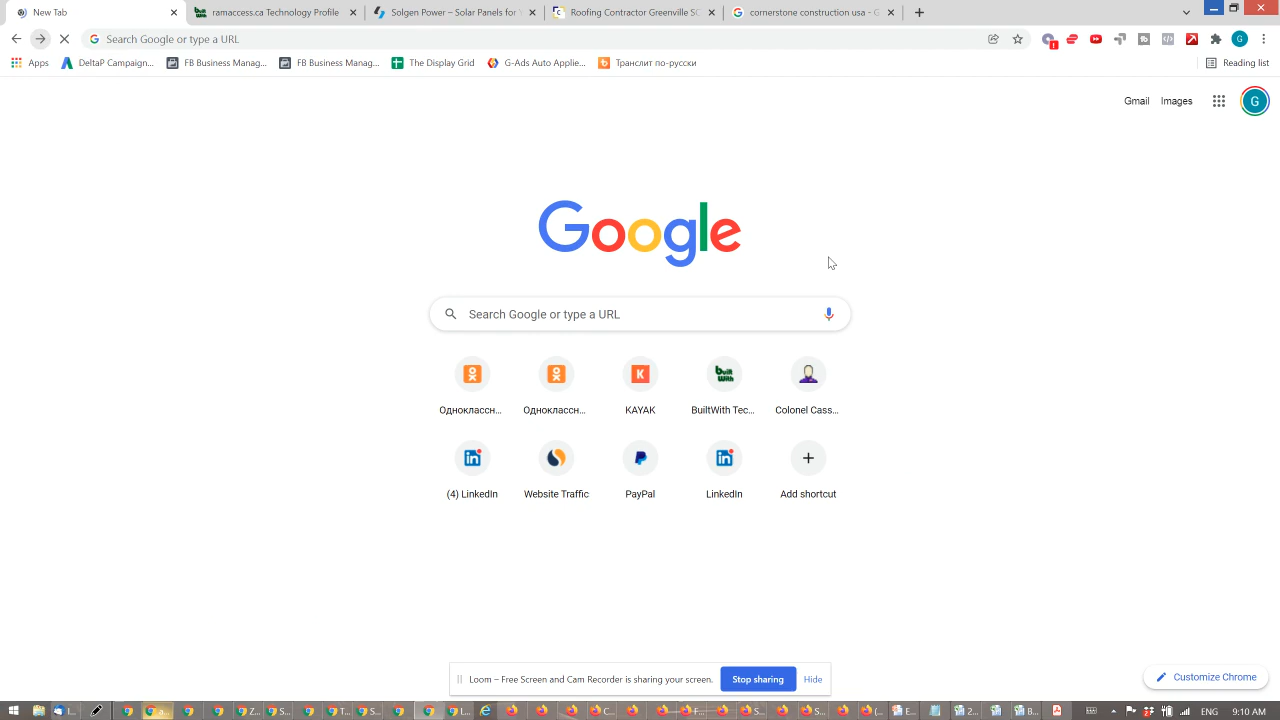 New Tab
ramaccess.ca Technology Profile
Solgen Power – Solar Panels for
Roofing Contractor Greenville SC
cornerstone construction usa - G
Search Google or type a URL
Apps
DeltaP Campaign...
FB Business Manag...
FB Business Manag...
The Display Grid
G-Ads Auto Applie...
Транслит по-русски
Reading list
Gmail
Images
G
Google
Search Google or type a URL
Одноклассн...
Одноклассн...
KAYAK
BuiltWith Tec...
Colonel Cass...
(4) LinkedIn
Website Traffic
PayPal
LinkedIn
Add shortcut
Loom – Free Screen and Cam Recorder is sharing your screen.
Stop sharing
Hide
Customize Chrome
ENG
9:10 AM